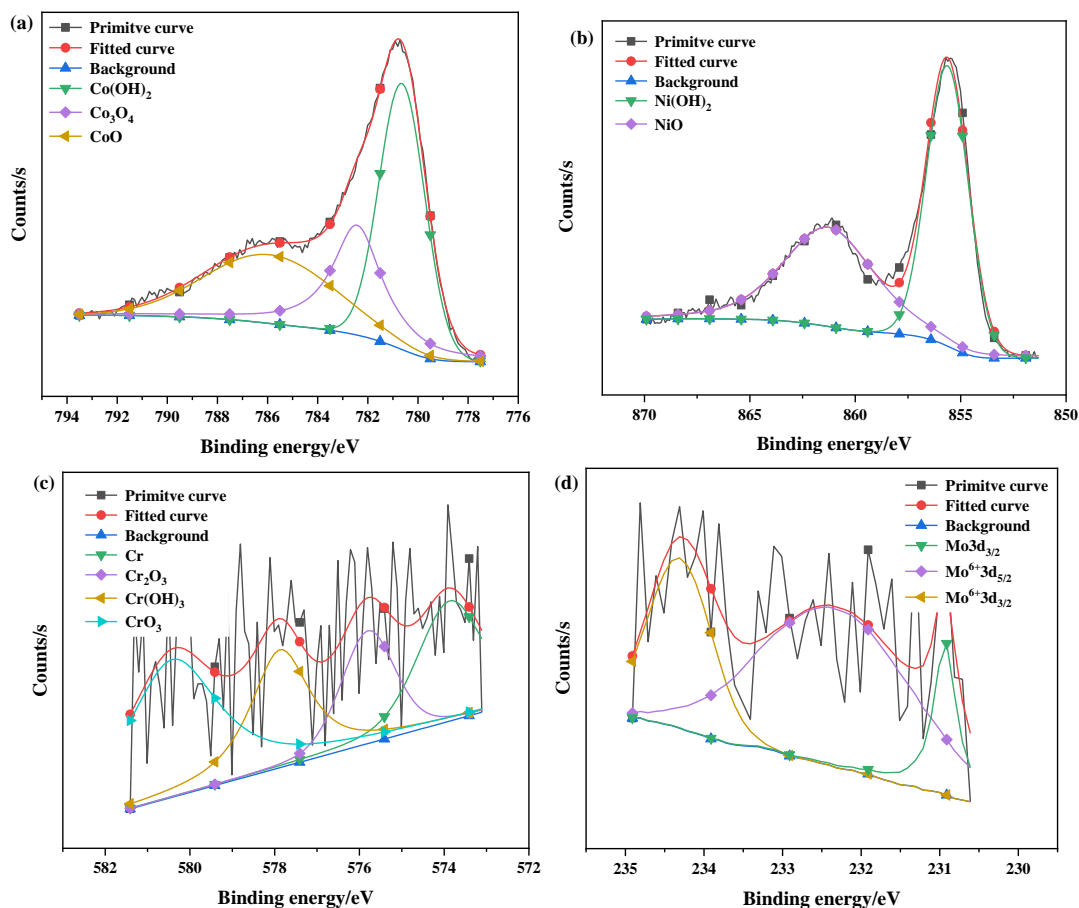 (a)
Primitve curve
Fitted curve
Background
Co(OH)₂
Co₃O₄
CoO
Counts/s
794 792 790 788 786 784 782 780 778 776
Binding energy/eV
(b)
Primitve curve
Fitted curve
Background
Ni(OH)₂
NiO
Counts/s
870 865 860 855 850
Binding energy/eV
(c)
Primitve curve
Fitted curve
Background
Cr
Cr₂O₃
Cr(OH)₃
CrO₃
Counts/s
582 580 578 576 574 572
Binding energy/eV
(d)
Primitve curve
Fitted curve
Background
Mo3d₃/₂
Mo⁶⁺3d₅/₂
Mo⁶⁺3d₃/₂
Counts/s
235 234 233 232 231 230
Binding energy/eV